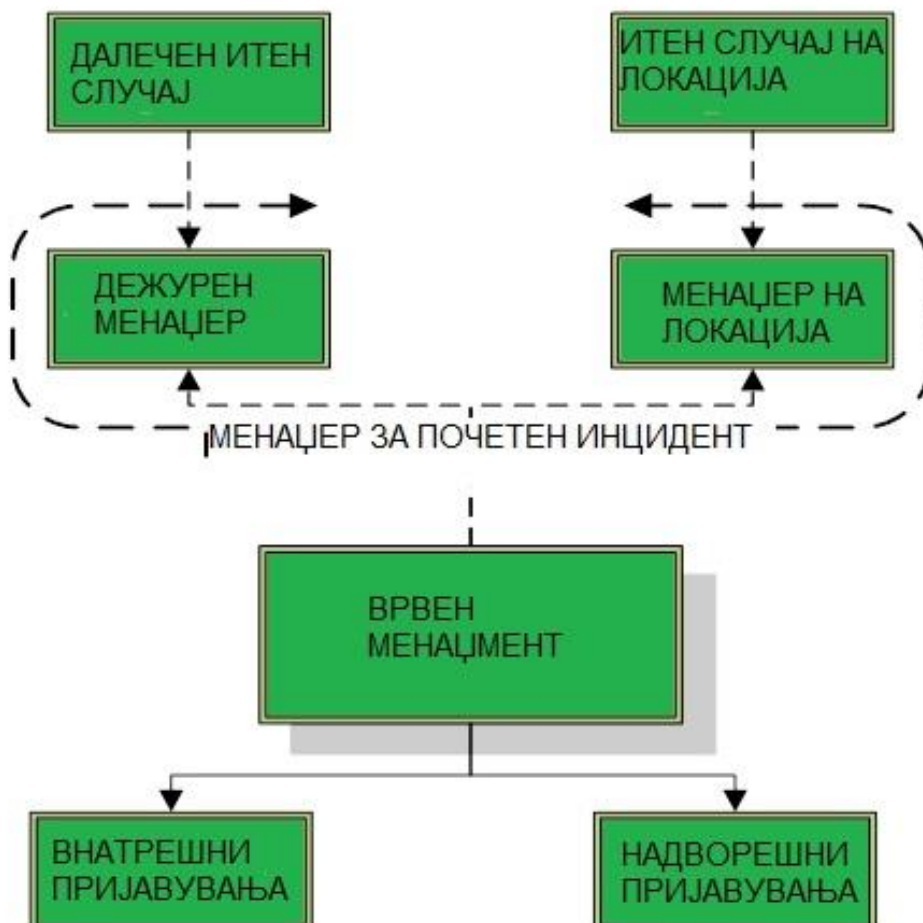 ДАЛЕЧЕН ИТЕН
СЛУЧАЈ
ИТЕН СЛУЧАЈ НА
ЛОКАЦИЈА
ДЕЖУРЕН
МЕНАЏЕР
МЕНАЏЕР НА
ЛОКАЦИЈА
МЕНАЏЕР ЗА ПОЧЕТЕН ИНЦИДЕНТ
ВРВЕН
МЕНАЏМЕНТ
ВНАТРЕШНИ
ПРИЈАВУВАЊА
НАДВОРЕШНИ
ПРИЈАВУВАЊА